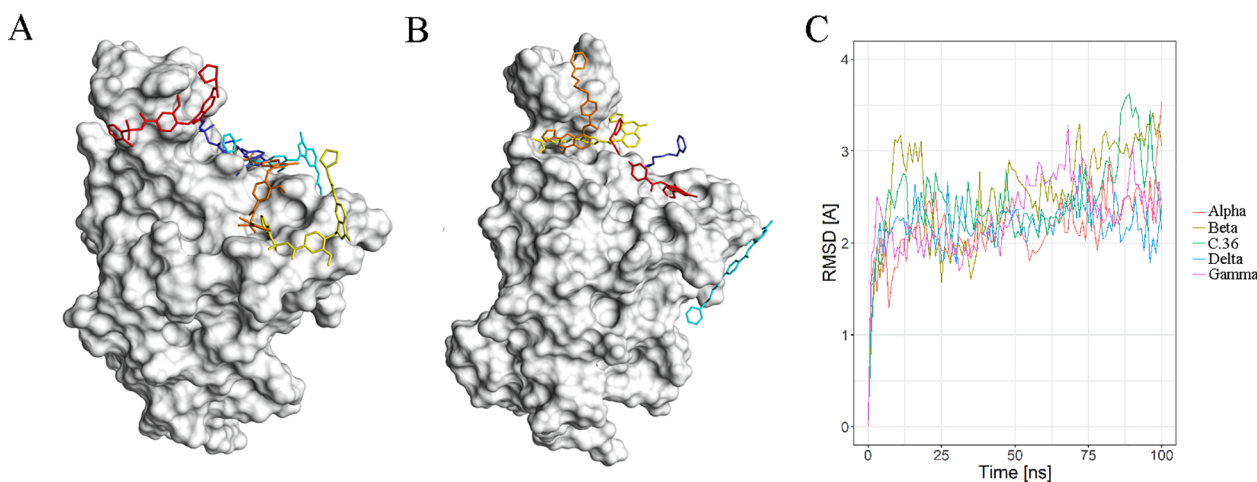 A
B
C
4
3
2
1
0
RMSD [A]
0
25
50
75
100
Time [ns]
Alpha
Beta
C.36
Delta
Gamma